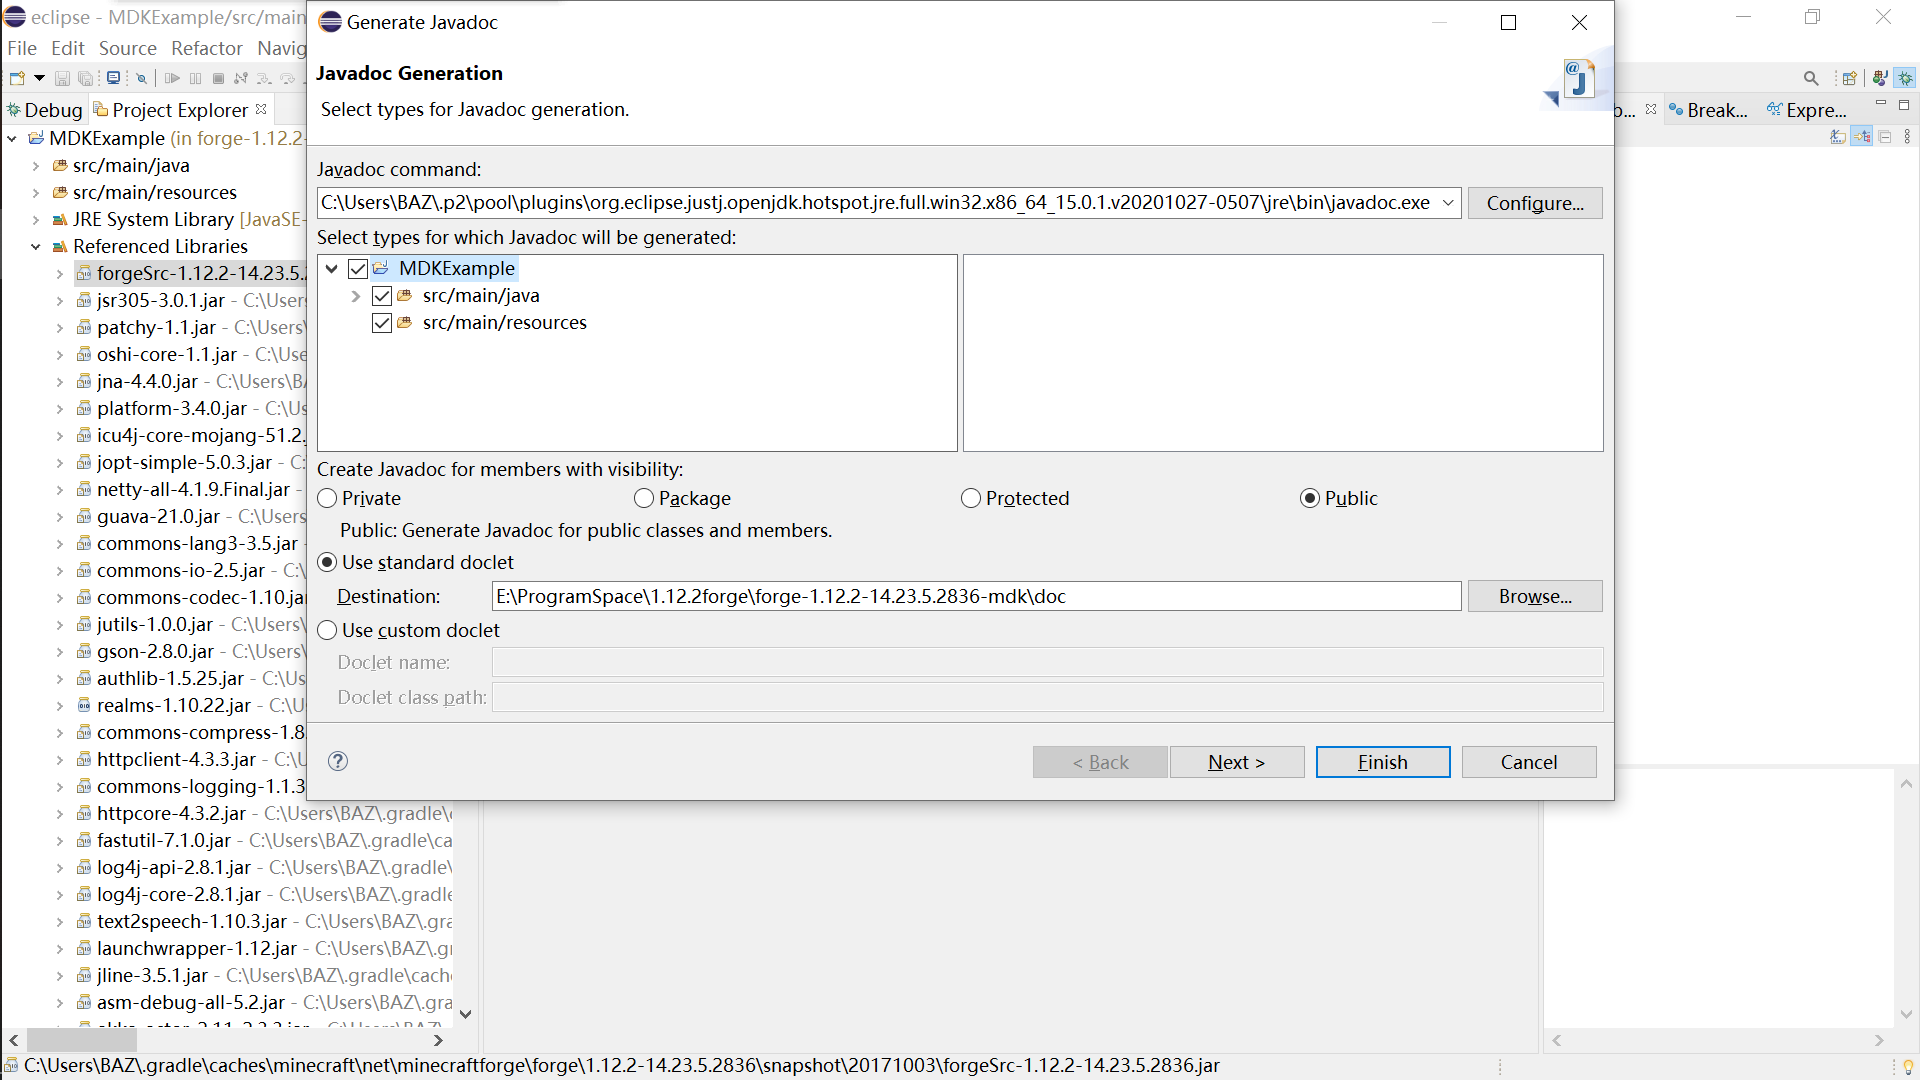 eclipse - MDKExample/src/main
File Edit Source Refactor Navig
Debug
Project Explorer
MDKExample (in forge-1.12.2-
src/main/java
src/main/resources
JRE System Library [JavaSE-
Referenced Libraries
forgeSrc-1.12.2-14.23.5.2
jsr305-3.0.1.jar - C:\User
patchy-1.1.jar - C:\Users
oshi-core-1.1.jar - C:\Use
jna-4.4.0.jar - C:\Users\BA
platform-3.4.0.jar - C:\Us
icu4j-core-mojang-51.2.
jopt-simple-5.0.3.jar - C:
netty-all-4.1.9.Final.jar -
guava-21.0.jar - C:\Users
commons-lang3-3.5.jar -
commons-io-2.5.jar - C:\
commons-codec-1.10.jar
jutils-1.0.0.jar - C:\Users\
gson-2.8.0.jar - C:\Users\
authlib-1.5.25.jar - C:\Us
realms-1.10.22.jar - C:\U
commons-compress-1.8
httpclient-4.3.3.jar - C:\U
commons-logging-1.1.3
httpcore-4.3.2.jar - C:\Users\BAZ\.gradle\
fastutil-7.1.0.jar - C:\Users\BAZ\.gradle\ca
log4j-api-2.8.1.jar - C:\Users\BAZ\.gradle\
log4j-core-2.8.1.jar - C:\Users\BAZ\.gradle
text2speech-1.10.3.jar - C:\Users\BAZ\.gra
launchwrapper-1.12.jar - C:\Users\BAZ\.gr
jline-3.5.1.jar - C:\Users\BAZ\.gradle\cach
asm-debug-all-5.2.jar - C:\Users\BAZ\.gra
Generate Javadoc
Javadoc Generation
Select types for Javadoc generation.
Javadoc command:
C:\Users\BAZ\.p2\pool\plugins\org.eclipse.justj.openjdk.hotspot.jre.full.win32.x86_64_15.0.1.v20201027-0507\jre\bin\javadoc.exe
Configure...
Select types for which Javadoc will be generated:
MDKExample
src/main/java
src/main/resources
Create Javadoc for members with visibility:
Private Package Protected Public
Public: Generate Javadoc for public classes and members.
Use standard doclet
Destination: E:\ProgramSpace\1.12.2forge\forge-1.12.2-14.23.5.2836-mdk\doc Browse...
Use custom doclet
Doclet name:
Doclet class path:
< Back Next > Finish Cancel
b...
Break...
Expre...
C:\Users\BAZ\.gradle\caches\minecraft\net\minecraftforge\forge\1.12.2-14.23.5.2836\snapshot\20171003\forgeSrc-1.12.2-14.23.5.2836.jar